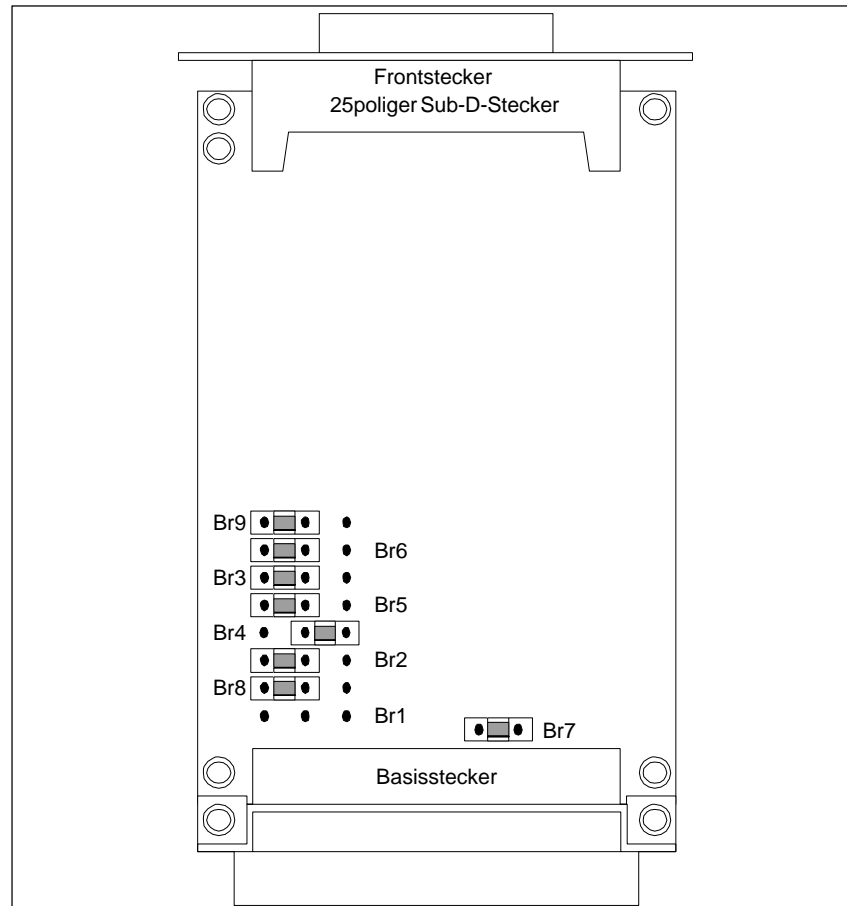 Frontstecker
25poliger Sub-D-Stecker
Br9
Br6
Br3
Br5
Br4
Br2
Br8
Br1
Br7
Basisstecker